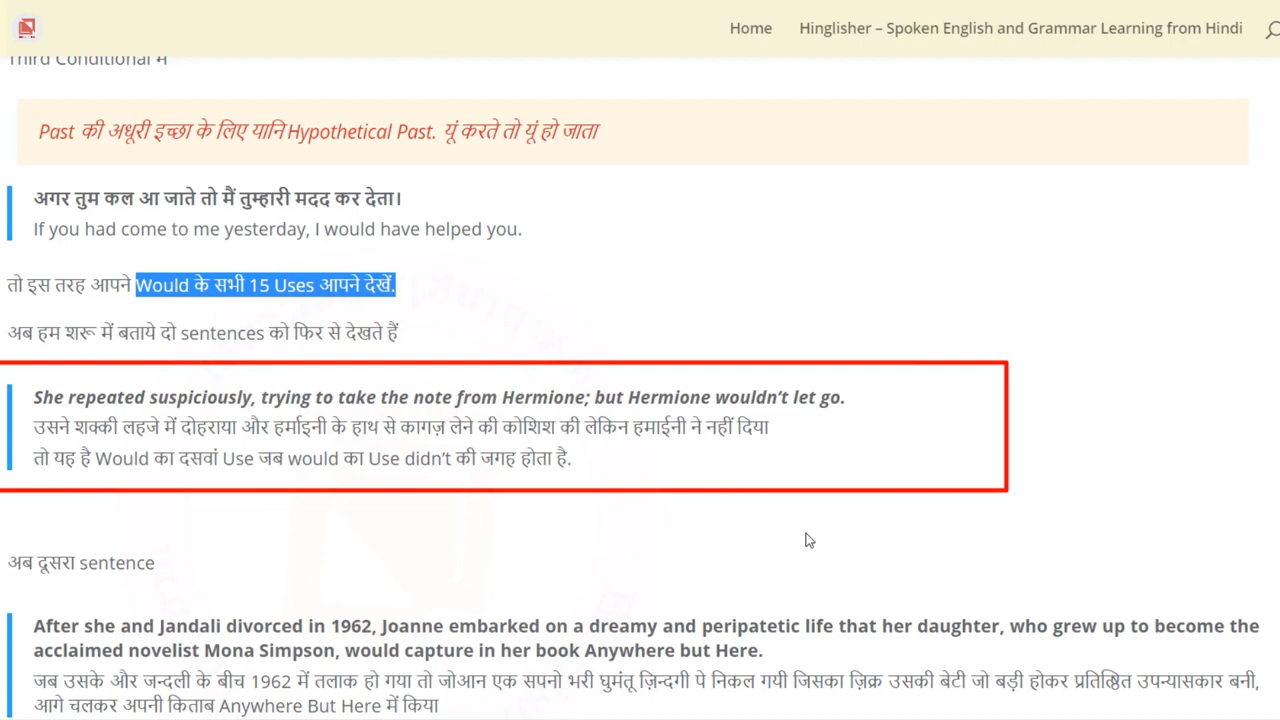 Home Hinglisher – Spoken English and Grammar Learning from Hindi
Third Conditional में
Past की अधूरी इच्छा के लिए यानि Hypothetical Past. यूं करते तो यूं हो जाता
अगर तुम कल आ जाते तो मैं तुम्हारी मदद कर देता।
If you had come to me yesterday, I would have helped you.
तो इस तरह आपने Would के सभी 15 Uses आपने देखें.
अब हम शरू में बताये दो sentences को फिर से देखते हैं
She repeated suspiciously, trying to take the note from Hermione; but Hermione wouldn’t let go.
उसने शक्की लहजे में दोहराया और हर्माइनी के हाथ से कागज़ लेने की कोशिश की लेकिन हमाईनी ने नहीं दिया
तो यह है Would का दसवां Use जब would का Use didn’t की जगह होता है.
अब दूसरा sentence
After she and Jandali divorced in 1962, Joanne embarked on a dreamy and peripatetic life that her daughter, who grew up to become the
acclaimed novelist Mona Simpson, would capture in her book Anywhere but Here.
जब उसके और जन्दली के बीच 1962 में तलाक हो गया तो जोआन एक सपनो भरी घुमंतू ज़िन्दगी पे निकल गयी जिसका ज़िक्र उसकी बेटी जो बड़ी होकर प्रतिष्ठित उपन्यासकार बनी,
आगे चलकर अपनी किताब Anywhere But Here में किया